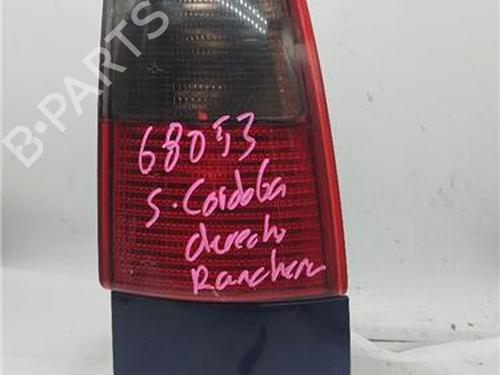 B-PARTS
68053
S. Cordoba
derecho
Ranchera